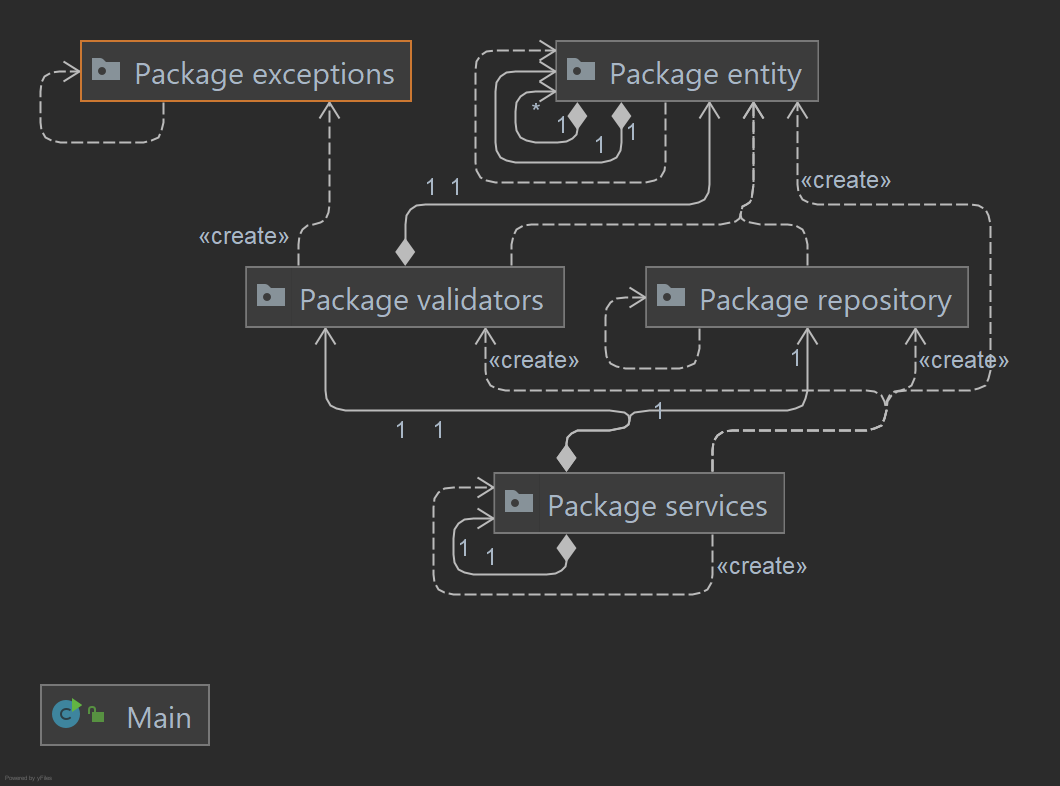 Package exceptions
Package entity
*
1
1
1
«create»
1 1
«create»
Package validators
Package repository
«create»
1
«create»
1
1 1
Package services
1
1
«create»
C
Main
Powered by yFiles